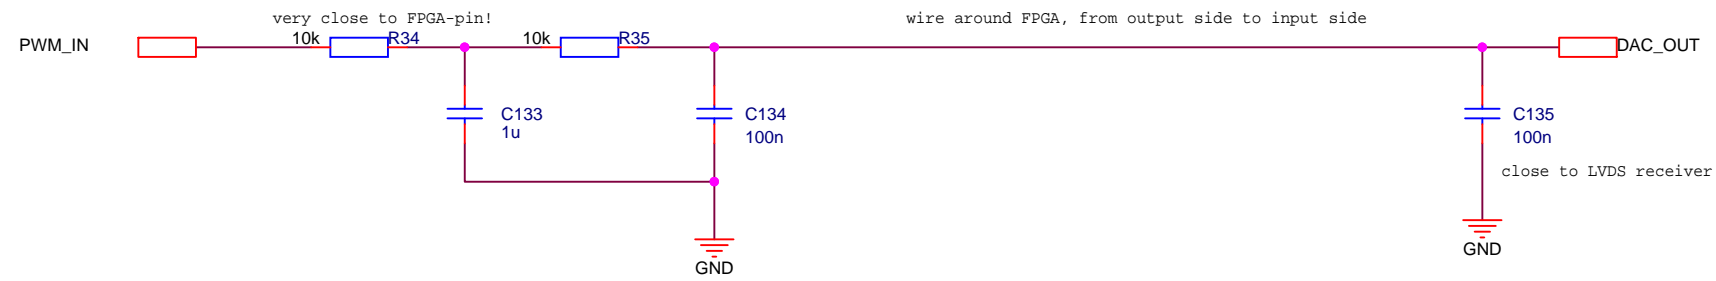 very close to FPGA-pin!
wire around FPGA, from output side to input side
PWM_IN
10k
R34
10k
R35
DAC_OUT
C133
1u
C134
100n
C135
100n
close to LVDS receiver
GND
GND